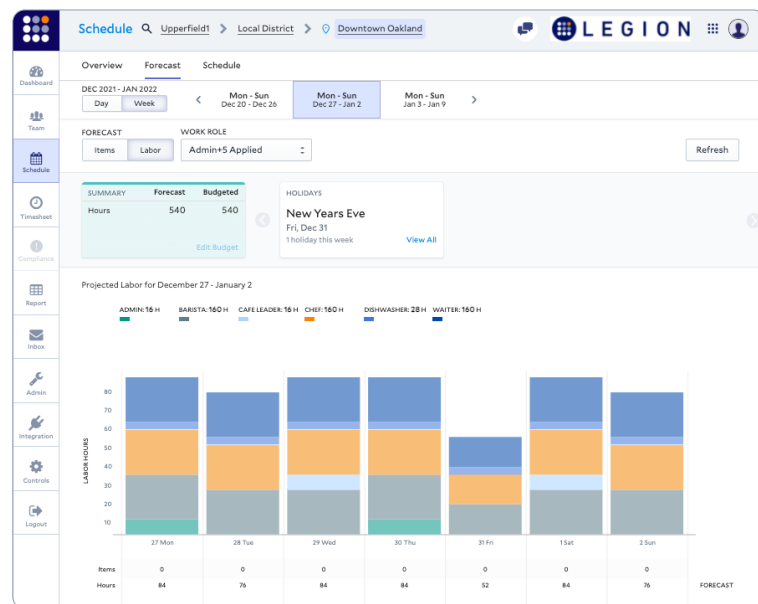 Schedule Upperfield1 > Local District > Downtown Oakland LEGION
Overview Forecast Schedule
DEC 2021 - JAN 2022
Day Week
Mon - Sun Mon - Sun Mon - Sun
Dec 20 - Dec 26 Dec 27 - Jan 2 Jan 3 - Jan 9
FORECAST WORK ROLE
Items Labor Admin+5 Applied Refresh
Dashboard
Team
Schedule
Timesheet
Compliance
Report
Inbox
Admin
Integration
Controls
Logout
SUMMARY Forecast Budgeted
Hours 540 540
Edit Budget
HOLIDAYS
New Years Eve
Fri, Dec 31
1 holiday this week View All
Projected Labor for December 27 - January 2
ADMIN: 16 H BARISTA: 160 H CAFE LEADER: 16 H CHEF: 160 H DISHWASHER: 28 H WAITER: 160 H
LABOR HOURS
80
70
60
50
40
30
20
10
27 Mon 28 Tue 29 Wed 30 Thu 31 Fri 1 Sat 2 Sun
Items 0 0 0 0 0 0 0
Hours 84 76 84 84 52 84 76 FORECAST